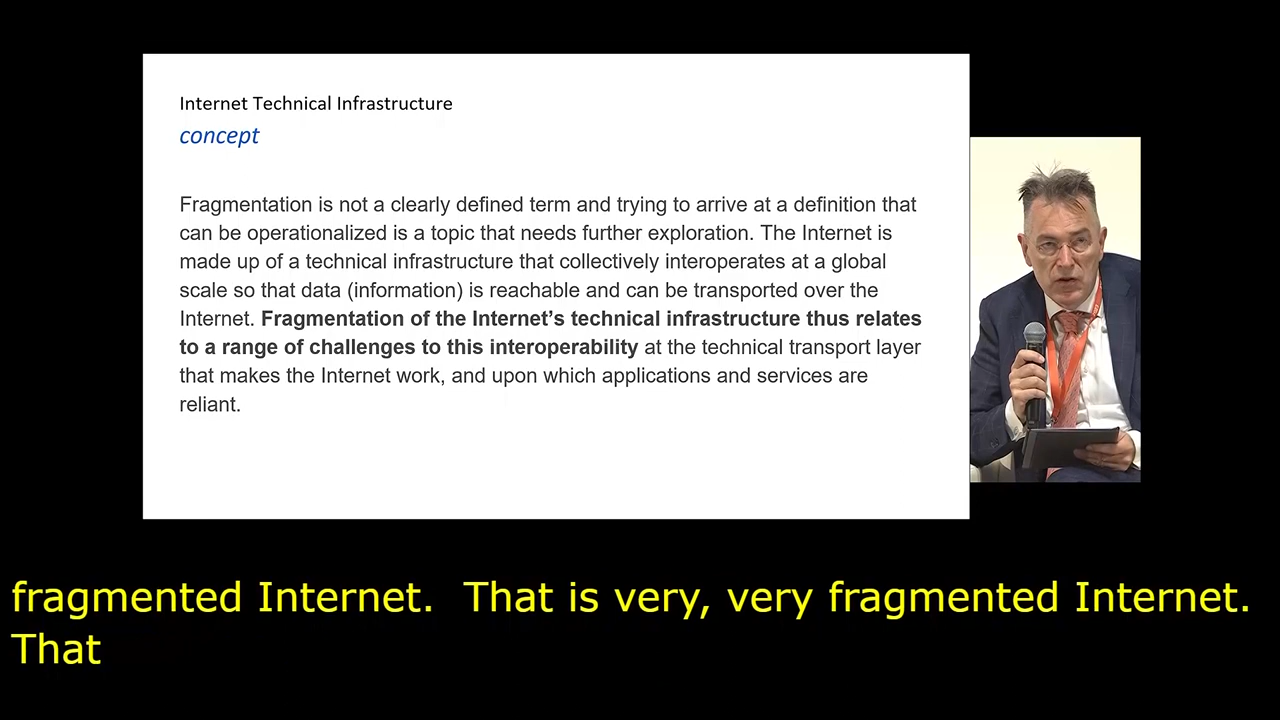 Internet Technical Infrastructure
concept
Fragmentation is not a clearly defined term and trying to arrive at a definition that
can be operationalized is a topic that needs further exploration. The Internet is
made up of a technical infrastructure that collectively interoperates at a global
scale so that data (information) is reachable and can be transported over the
Internet. Fragmentation of the Internet’s technical infrastructure thus relates
to a range of challenges to this interoperability at the technical transport layer
that makes the Internet work, and upon which applications and services are
reliant.
fragmented Internet.  That is very, very fragmented Internet.
That